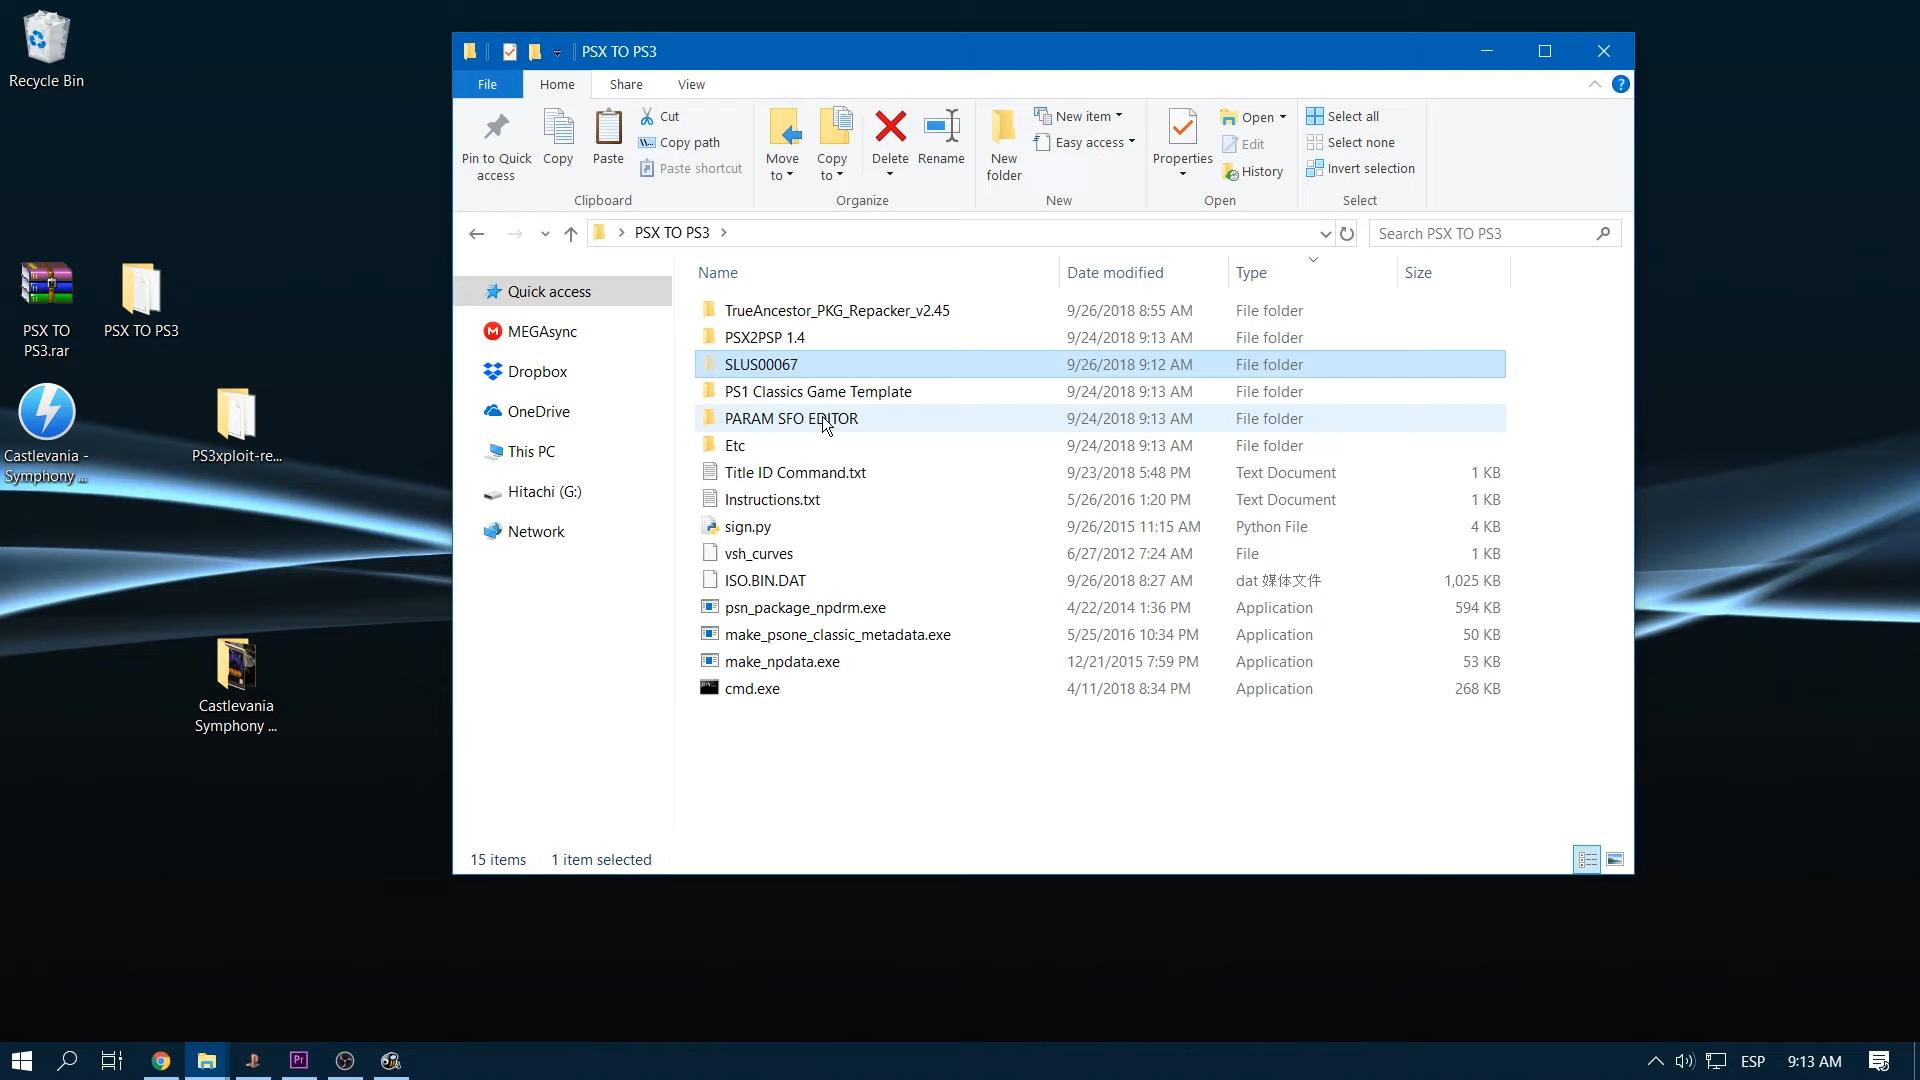 Recycle Bin
PSX TO
PS3.rar
PSX TO PS3
Castlevania -
Symphony ...
PS3xploit-re...
Castlevania
Symphony ...
PSX TO PS3
File
Home
Share
View
Pin to Quick
access
Copy
Paste
Cut
Copy path
Paste shortcut
Clipboard
Move
to
Copy
to
Delete
Rename
Organize
New
folder
New item
Easy access
New
Properties
Open
Edit
History
Open
Select all
Select none
Invert selection
Select
PSX TO PS3
Search PSX TO PS3
Quick access
MEGAsync
Dropbox
OneDrive
This PC
Hitachi (G:)
Network
Name Date modified Type Size
TrueAncestor_PKG_Repacker_v2.45 9/26/2018 8:55 AM File folder
PSX2PSP 1.4 9/24/2018 9:13 AM File folder
SLUS00067 9/26/2018 9:12 AM File folder
PS1 Classics Game Template 9/24/2018 9:13 AM File folder
PARAM SFO EDITOR 9/24/2018 9:13 AM File folder
Etc 9/24/2018 9:13 AM File folder
Title ID Command.txt 9/23/2018 5:48 PM Text Document 1 KB
Instructions.txt 5/26/2016 1:20 PM Text Document 1 KB
sign.py 9/26/2015 11:15 AM Python File 4 KB
vsh_curves 6/27/2012 7:24 AM File 1 KB
ISO.BIN.DAT 9/26/2018 8:27 AM dat 媒体文件 1,025 KB
psn_package_npdrm.exe 4/22/2014 1:36 PM Application 594 KB
make_psone_classic_metadata.exe 5/25/2016 10:34 PM Application 50 KB
make_npdata.exe 12/21/2015 7:59 PM Application 53 KB
cmd.exe 4/11/2018 8:34 PM Application 268 KB
15 items 1 item selected
Pr
ESP
9:13 AM